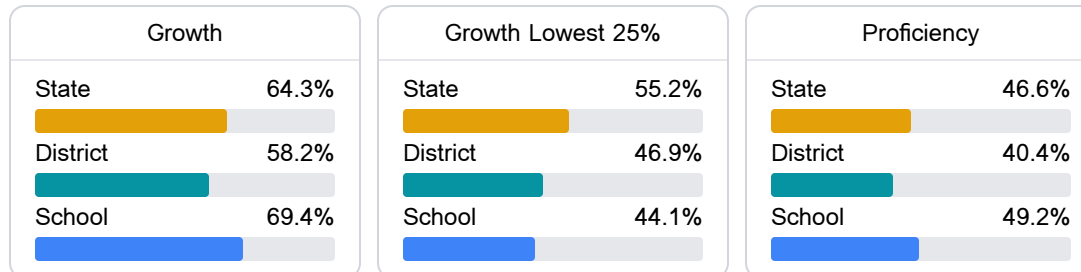 Growth
State 64.3%
District 58.2%
School 69.4%
Growth Lowest 25%
State 55.2%
District 46.9%
School 44.1%
Proficiency
State 46.6%
District 40.4%
School 49.2%